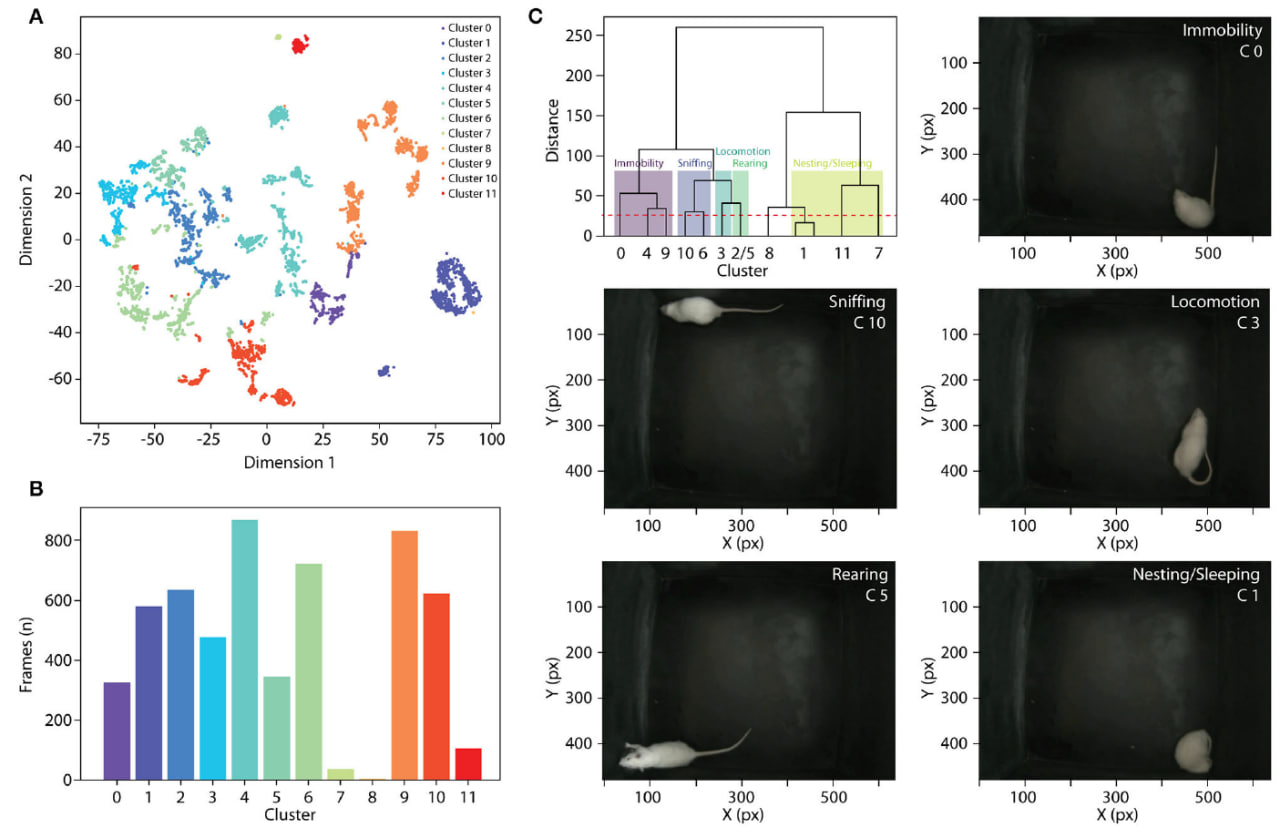 A
Cluster 0
Cluster 1
Cluster 2
Cluster 3
Cluster 4
Cluster 5
Cluster 6
Cluster 7
Cluster 8
Cluster 9
Cluster 10
Cluster 11
80
60
40
20
0
-20
-40
-60
Dimension 2
-75 -50 -25 0 25 50 75 100
Dimension 1
B
800
600
400
200
0
Frames (n)
0 1 2 3 4 5 6 7 8 9 10 11
Cluster
C
250
200
150
100
50
0
Distance
Locomotion
Immobility Sniffing Rearing Nesting/Sleeping
0 4 9 10 6 3 2/5 8 1 11 7
Cluster
Immobility
C 0
100
200
300
400
Y (px)
100 300 500
X (px)
Sniffing
C 10
100
200
300
400
Y (px)
100 300 500
X (px)
Locomotion
C 3
100
200
300
400
Y (px)
100 300 500
X (px)
Rearing
C 5
100
200
300
400
Y (px)
100 300 500
X (px)
Nesting/Sleeping
C 1
100
200
300
400
Y (px)
100 300 500
X (px)